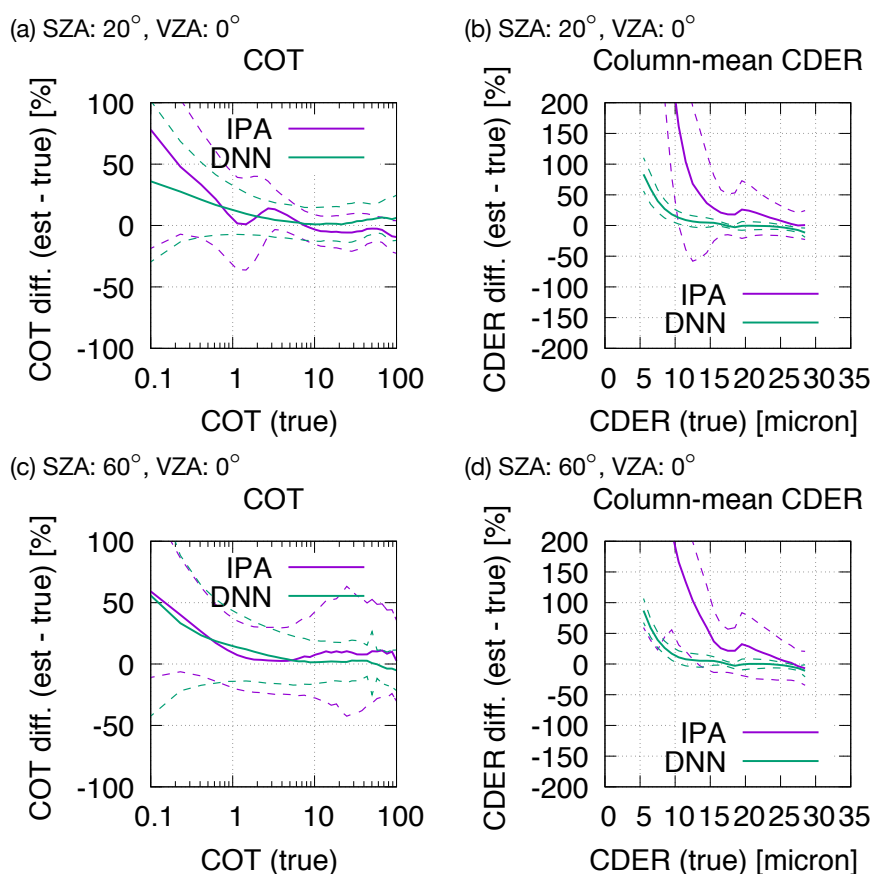 (a) SZA: 20°, VZA: 0°
COT
COT diff. (est - true) [%]
100
50
0
-50
-100
IPA
DNN
0.1 1 10 100
COT (true)
(b) SZA: 20°, VZA: 0°
Column-mean CDER
CDER diff. (est - true) [%]
200
150
100
50
0
-50
-100
-150
-200
IPA
DNN
0 5 10 15 20 25 30 35
CDER (true) [micron]
(c) SZA: 60°, VZA: 0°
COT
COT diff. (est - true) [%]
100
50
0
-50
-100
IPA
DNN
0.1 1 10 100
COT (true)
(d) SZA: 60°, VZA: 0°
Column-mean CDER
CDER diff. (est - true) [%]
200
150
100
50
0
-50
-100
-150
-200
IPA
DNN
0 5 10 15 20 25 30 35
CDER (true) [micron]